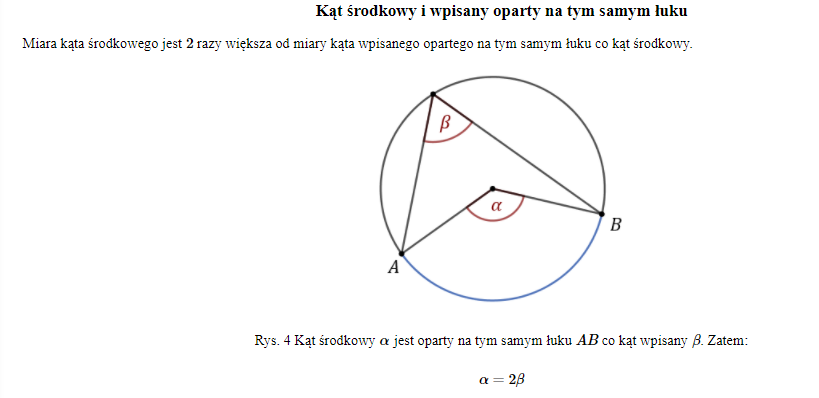 Kąt środkowy i wpisany oparty na tym samym łuku
Miara kąta środkowego jest 2 razy większa od miary kąta wpisanego opartego na tym samym łuku co kąt środkowy.
β
α
B
A
Rys. 4 Kąt środkowy α jest oparty na tym samym łuku AB co kąt wpisany β. Zatem:
α = 2β